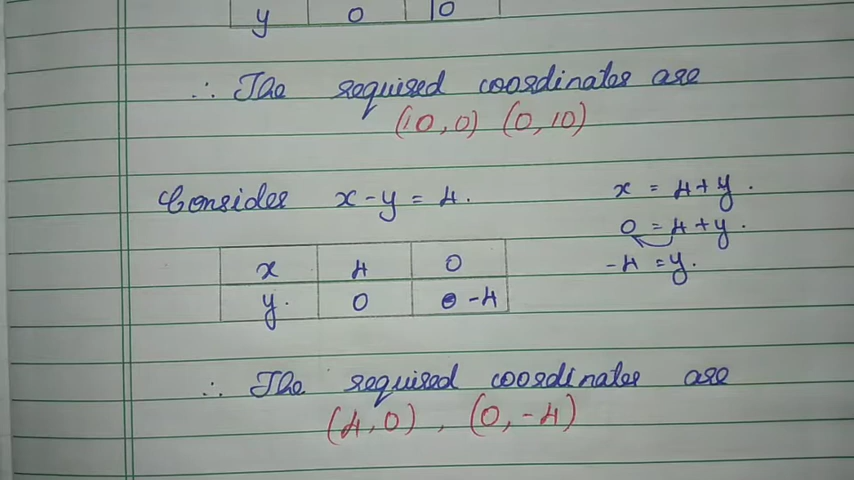 y 0 10
∴ The required coordinates are
(10,0) (0,10)
Consider x-y=4.
x = 4+y.
0 = 4+y.
-4 = y.
x 4 0
y. 0 -4
∴ The required coordinates are
(4,0), (0,-4)